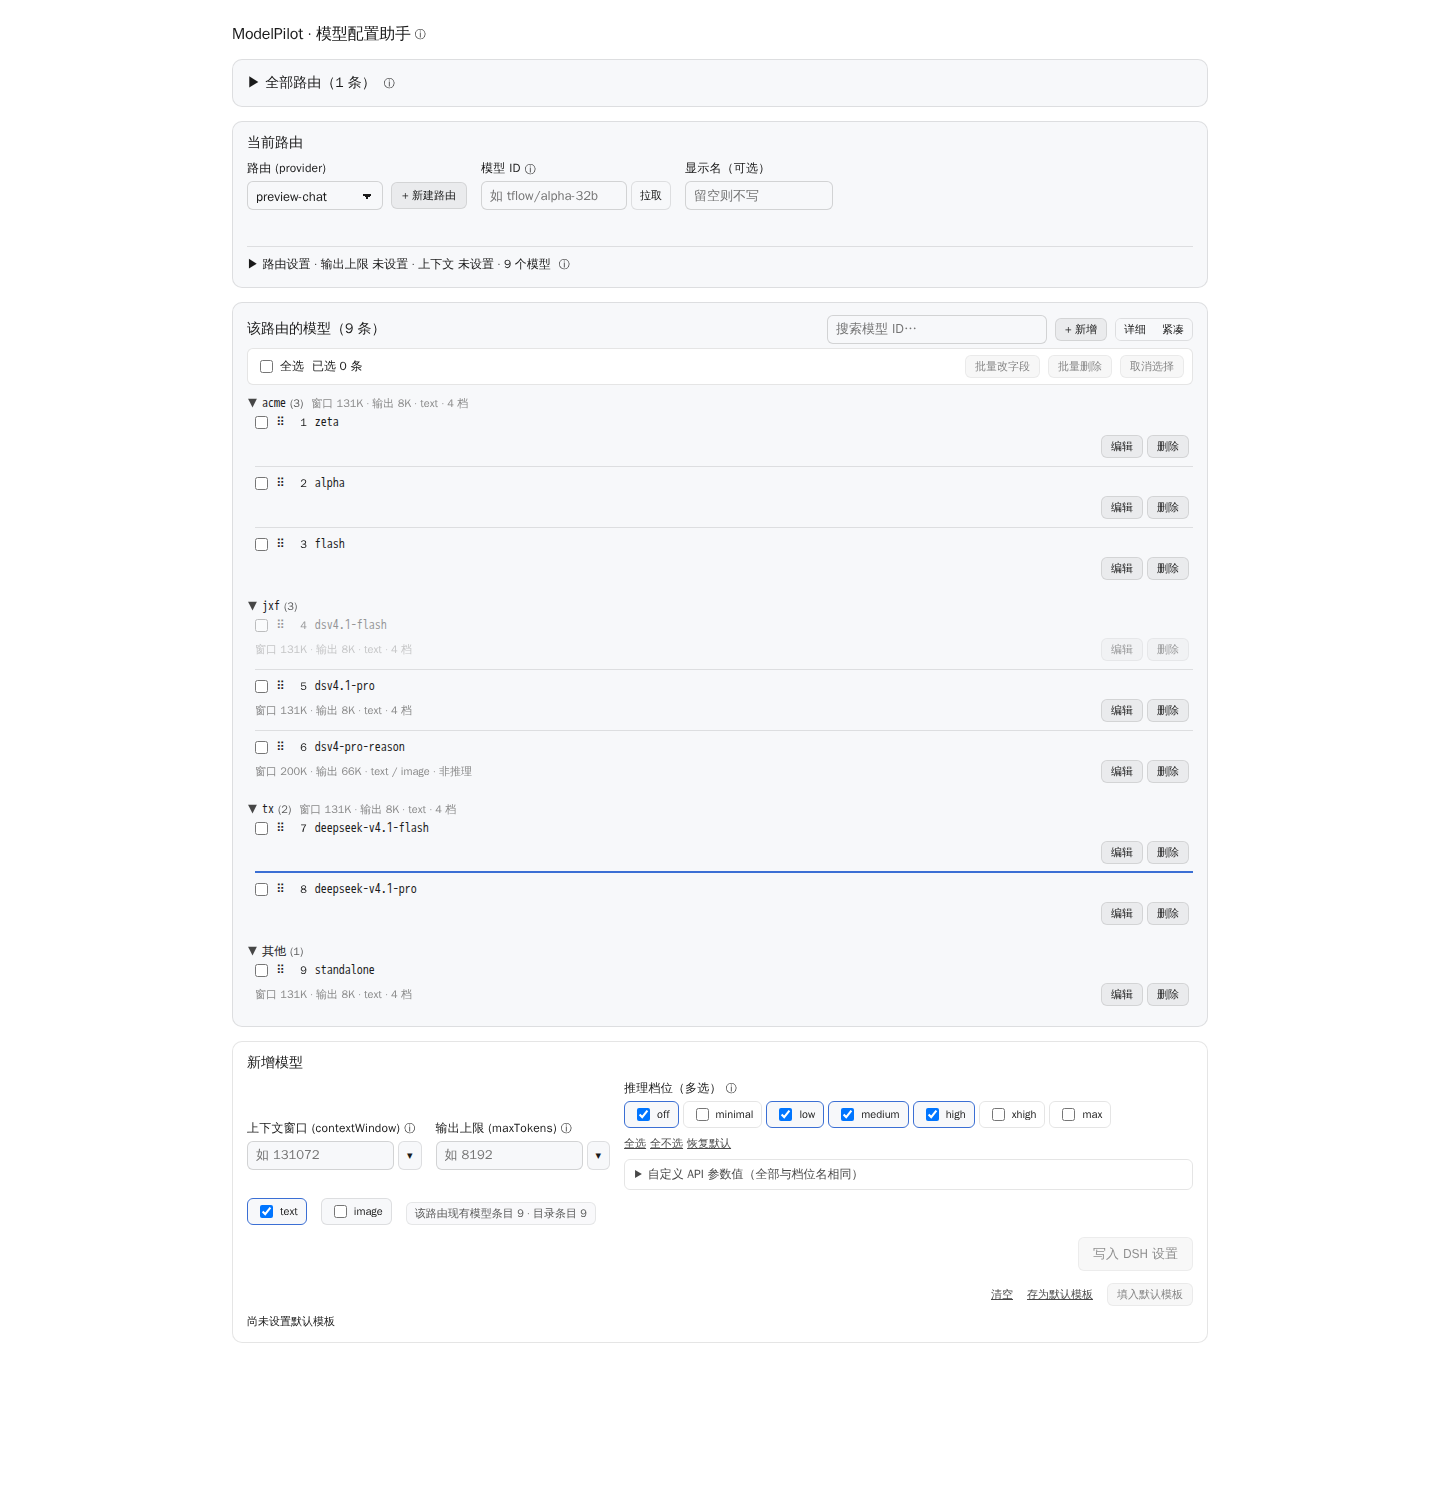 ModelPilot · 模型配置助手 ⓘ
▶ 全部路由（1 条） ⓘ
当前路由
路由 (provider) 模型 ID ⓘ 显示名（可选）
preview-chat + 新建路由 如 tflow/alpha-32b 拉取 留空则不写
▶ 路由设置 · 输出上限 未设置 · 上下文 未设置 · 9 个模型 ⓘ
该路由的模型（9 条） 搜索模型 ID… + 新增 详细 紧凑
全选 已选 0 条 批量改字段 批量删除 取消选择
▼ acme (3) 窗口 131K · 输出 8K · text · 4 档
⠿ 1 zeta
编辑 删除
⠿ 2 alpha
编辑 删除
⠿ 3 flash
编辑 删除
▼ jxf (3)
⠿ 4 dsv4.1-flash
窗口 131K · 输出 8K · text · 4 档 编辑 删除
⠿ 5 dsv4.1-pro
窗口 131K · 输出 8K · text · 4 档 编辑 删除
⠿ 6 dsv4-pro-reason
窗口 200K · 输出 66K · text / image · 非推理 编辑 删除
▼ tx (2) 窗口 131K · 输出 8K · text · 4 档
⠿ 7 deepseek-v4.1-flash
编辑 删除
⠿ 8 deepseek-v4.1-pro
编辑 删除
▼ 其他 (1)
⠿ 9 standalone
窗口 131K · 输出 8K · text · 4 档 编辑 删除
新增模型
推理档位（多选） ⓘ
off minimal low medium high xhigh max
上下文窗口 (contextWindow) ⓘ 输出上限 (maxTokens) ⓘ
全选 全不选 恢复默认
如 131072 ▾ 如 8192 ▾
▶ 自定义 API 参数值（全部与档位名相同）
text image 该路由现有模型条目 9 · 目录条目 9
写入 DSH 设置
清空 存为默认模板 填入默认模板
尚未设置默认模板